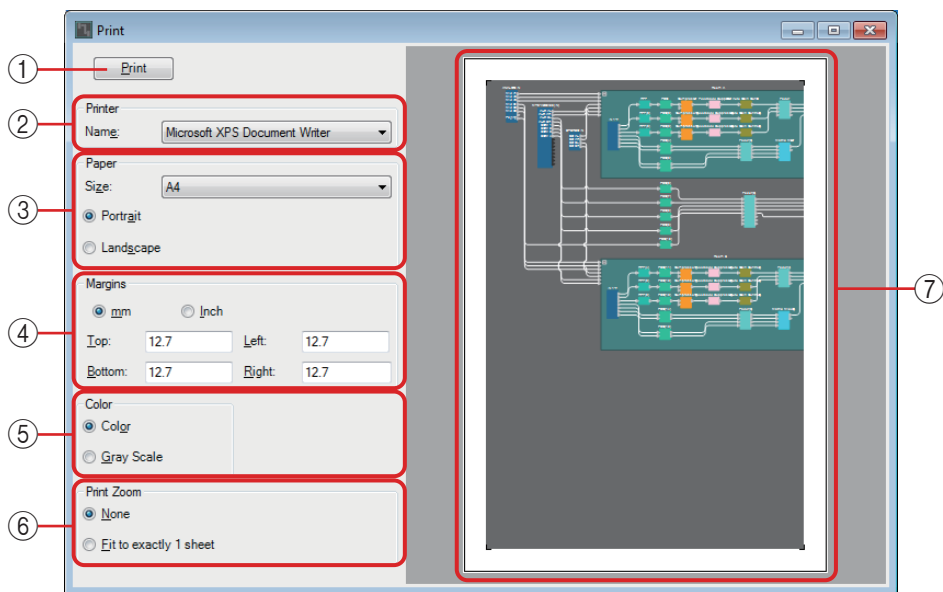 Print
① Print
② Printer
Name: Microsoft XPS Document Writer
③ Paper
Size: A4
Portrait
Landscape
④ Margins
mm Inch
Top: 12.7 Left: 12.7
Bottom: 12.7 Right: 12.7
⑤ Color
Color
Gray Scale
⑥ Print Zoom
None
Fit to exactly 1 sheet
⑦